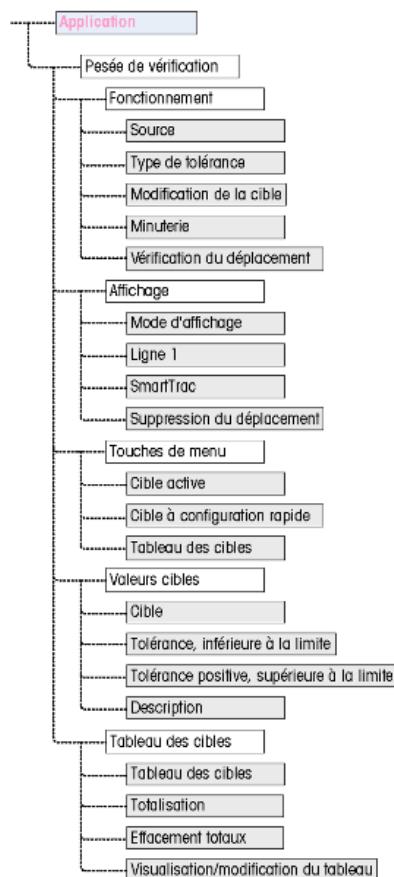 Application
Pesée de vérification
Fonctionnement
Source
Type de tolérance
Modification de la cible
Minuterie
Vérification du déplacement
Affichage
Mode d'affichage
Ligne 1
SmartTrac
Suppression du déplacement
Touches de menu
Cible active
Cible à configuration rapide
Tableau des cibles
Valeurs cibles
Cible
Tolérance, inférieure à la limite
Tolérance positive, supérieure à la limite
Description
Tableau des cibles
Tableau des cibles
Totalisation
Effacement totaux
Visualisation/modification du tableau